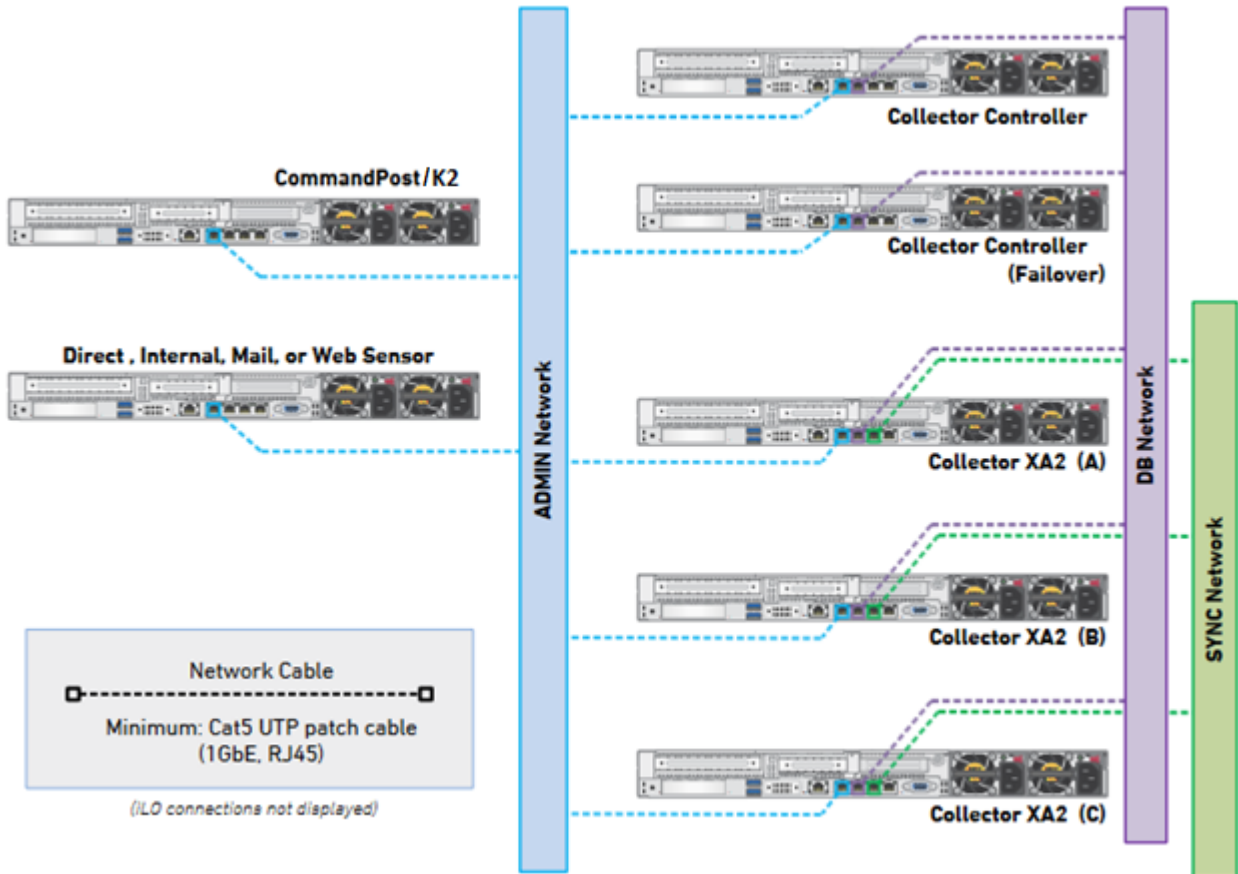 CommandPost/K2
Direct , Internal, Mail, or Web Sensor
Network Cable
Minimum: Cat5 UTP patch cable
(1GbE, RJ45)
(iLO connections not displayed)
ADMIN Network
Collector Controller
Collector Controller
(Failover)
Collector XA2 (A)
Collector XA2 (B)
Collector XA2 (C)
DB Network
SYNC Network